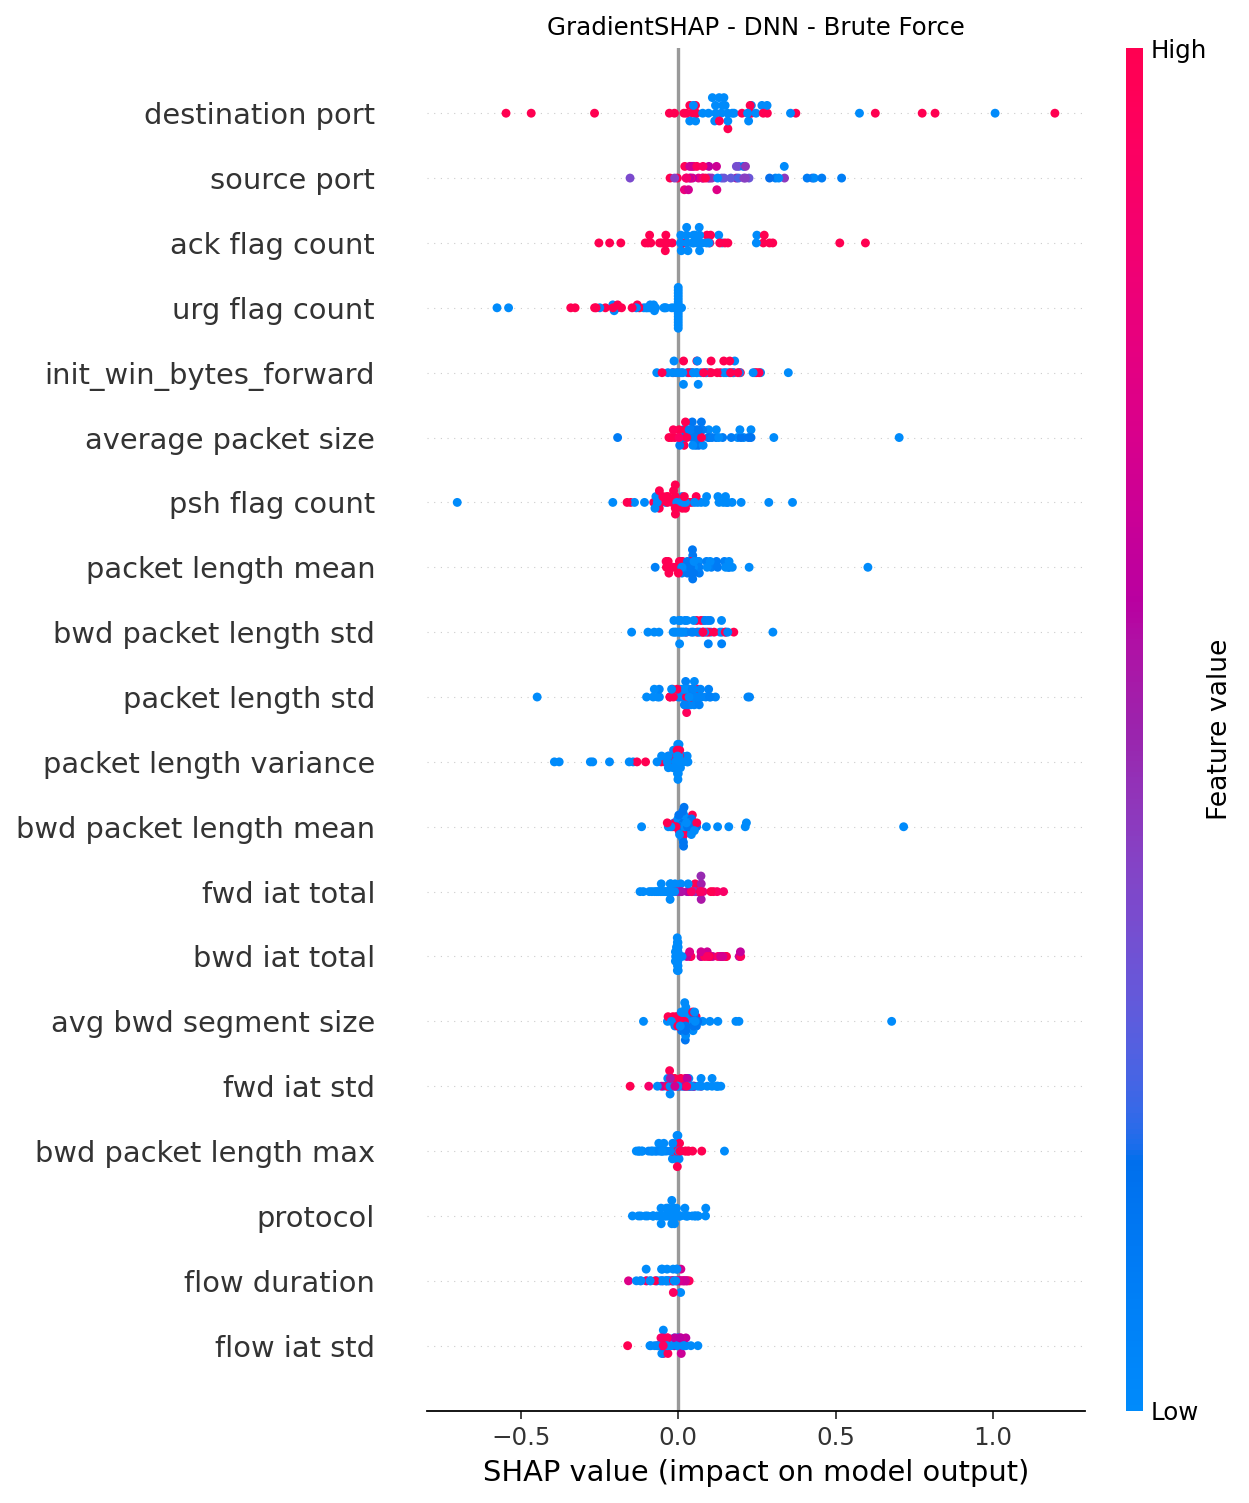 GradientSHAP - DNN - Brute Force
High
destination port
source port
ack flag count
urg flag count
init_win_bytes_forward
average packet size
psh flag count
packet length mean
bwd packet length std
packet length std
packet length variance
bwd packet length mean
fwd iat total
bwd iat total
avg bwd segment size
fwd iat std
bwd packet length max
protocol
flow duration
flow iat std
Feature value
Low
−0.5 0.0 0.5 1.0
SHAP value (impact on model output)